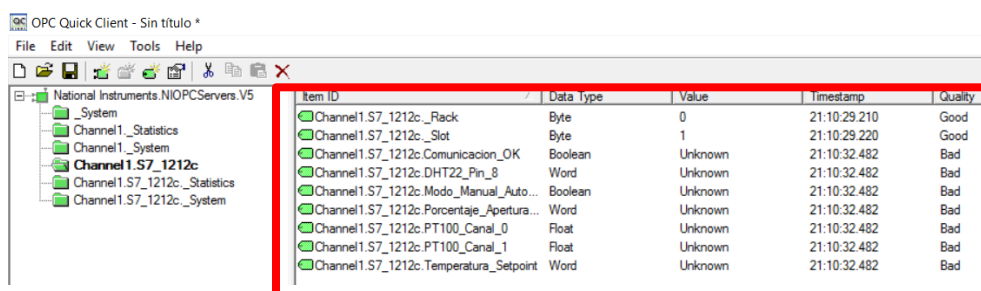 OPC Quick Client - Sin título *
File Edit View Tools Help
National Instruments.NIOPCServers.V5
_System
Channel1._Statistics
Channel1._System
Channel1.S7_1212c
Channel1.S7_1212c._Statistics
Channel1.S7_1212c._System
Item ID / Data Type Value Timestamp Quality
Channel1.S7_1212c._Rack Byte 0 21:10:29.210 Good
Channel1.S7_1212c._Slot Byte 1 21:10:29.220 Good
Channel1.S7_1212c.Comunicacion_OK Boolean Unknown 21:10:32.482 Bad
Channel1.S7_1212c.DHT22_Pin_8 Word Unknown 21:10:32.482 Bad
Channel1.S7_1212c.Modo_Manual_Auto... Boolean Unknown 21:10:32.482 Bad
Channel1.S7_1212c.Porcentaje_Apertura... Word Unknown 21:10:32.482 Bad
Channel1.S7_1212c.PT100_Canal_0 Float Unknown 21:10:32.482 Bad
Channel1.S7_1212c.PT100_Canal_1 Float Unknown 21:10:32.482 Bad
Channel1.S7_1212c.Temperatura_Setpoint Word Unknown 21:10:32.482 Bad